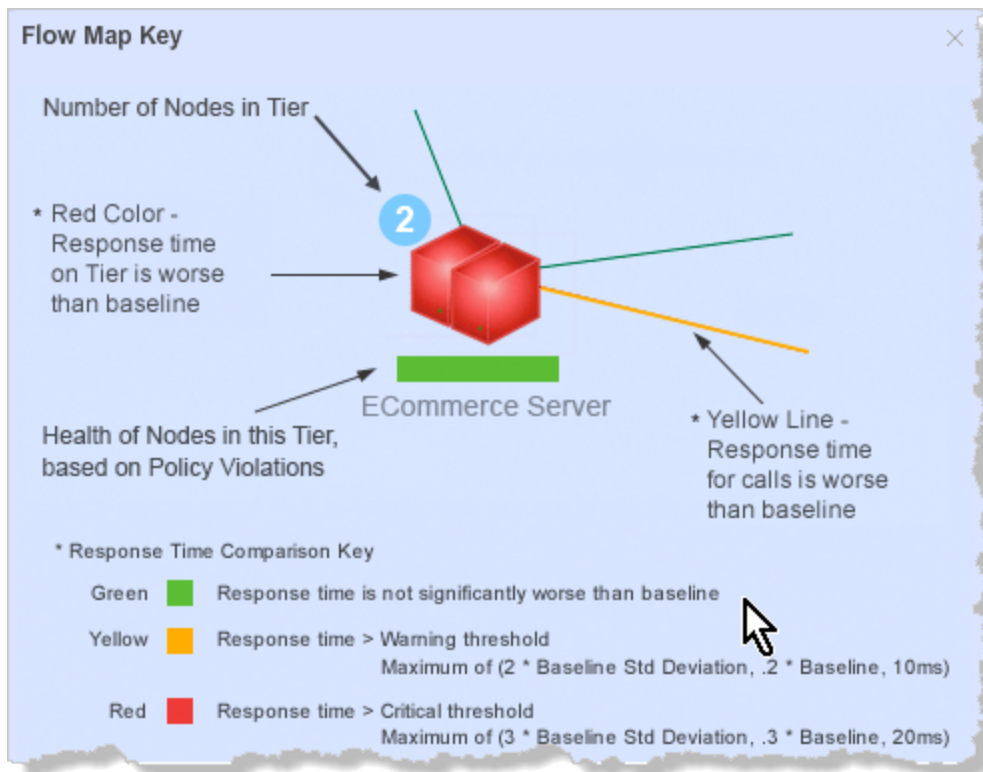 Flow Map Key
Number of Nodes in Tier
2
* Red Color -
Response time
on Tier is worse
than baseline
ECommerce Server
Health of Nodes in this Tier,
based on Policy Violations
* Yellow Line -
Response time
for calls is worse
than baseline
* Response Time Comparison Key
Green Response time is not significantly worse than baseline
Yellow Response time > Warning threshold
Maximum of (2 * Baseline Std Deviation, .2 * Baseline, 10ms)
Red Response time > Critical threshold
Maximum of (3 * Baseline Std Deviation, .3 * Baseline, 20ms)